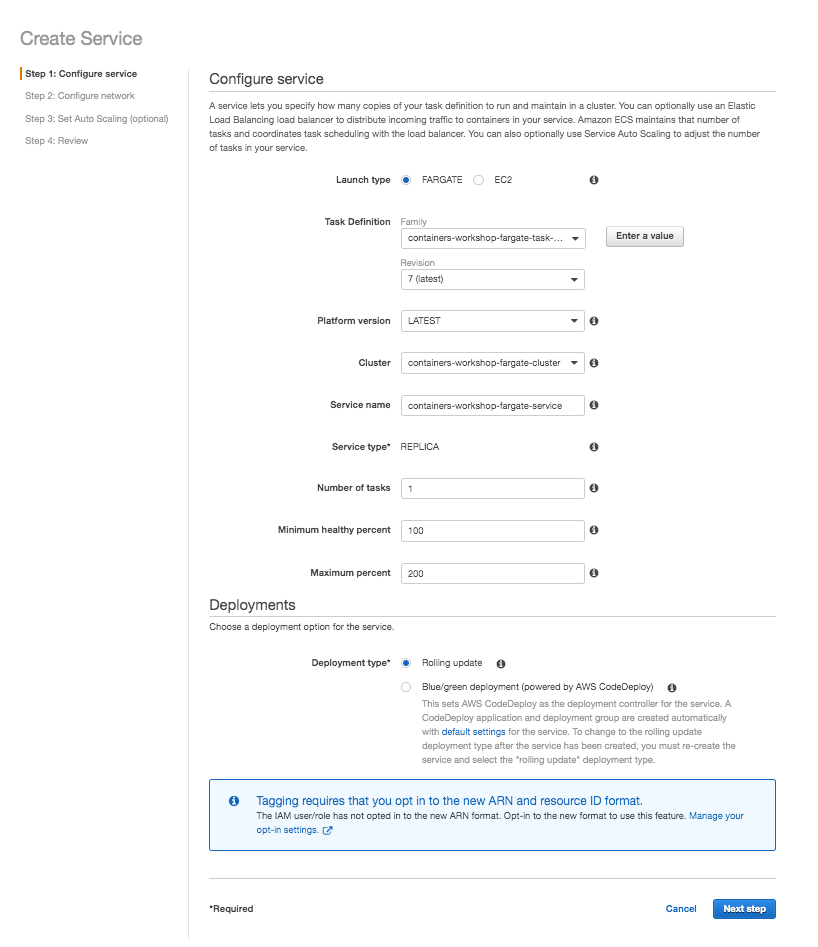 Create Service
Step 1: Configure service
Step 2: Configure network
Step 3: Set Auto Scaling (optional)
Step 4: Review
Configure service
A service lets you specify how many copies of your task definition to run and maintain in a cluster. You can optionally use an Elastic
Load Balancing load balancer to distribute incoming traffic to containers in your service. Amazon ECS maintains that number of
tasks and coordinates task scheduling with the load balancer. You can also optionally use Service Auto Scaling to adjust the number
of tasks in your service.
Launch type FARGATE EC2
Task Definition Family
containers-workshop-fargate-task-... Enter a value
Revision
7 (latest)
Platform version LATEST
Cluster containers-workshop-fargate-cluster
Service name containers-workshop-fargate-service
Service type* REPLICA
Number of tasks 1
Minimum healthy percent 100
Maximum percent 200
Deployments
Choose a deployment option for the service.
Deployment type* Rolling update
Blue/green deployment (powered by AWS CodeDeploy)
This sets AWS CodeDeploy as the deployment controller for the service. A
CodeDeploy application and deployment group are created automatically
with default settings for the service. To change to the rolling update
deployment type after the service has been created, you must re-create the
service and select the "rolling update" deployment type.
Tagging requires that you opt in to the new ARN and resource ID format.
The IAM user/role has not opted in to the new ARN format. Opt-in to the new format to use this feature. Manage your
opt-in settings.
*Required Cancel Next step